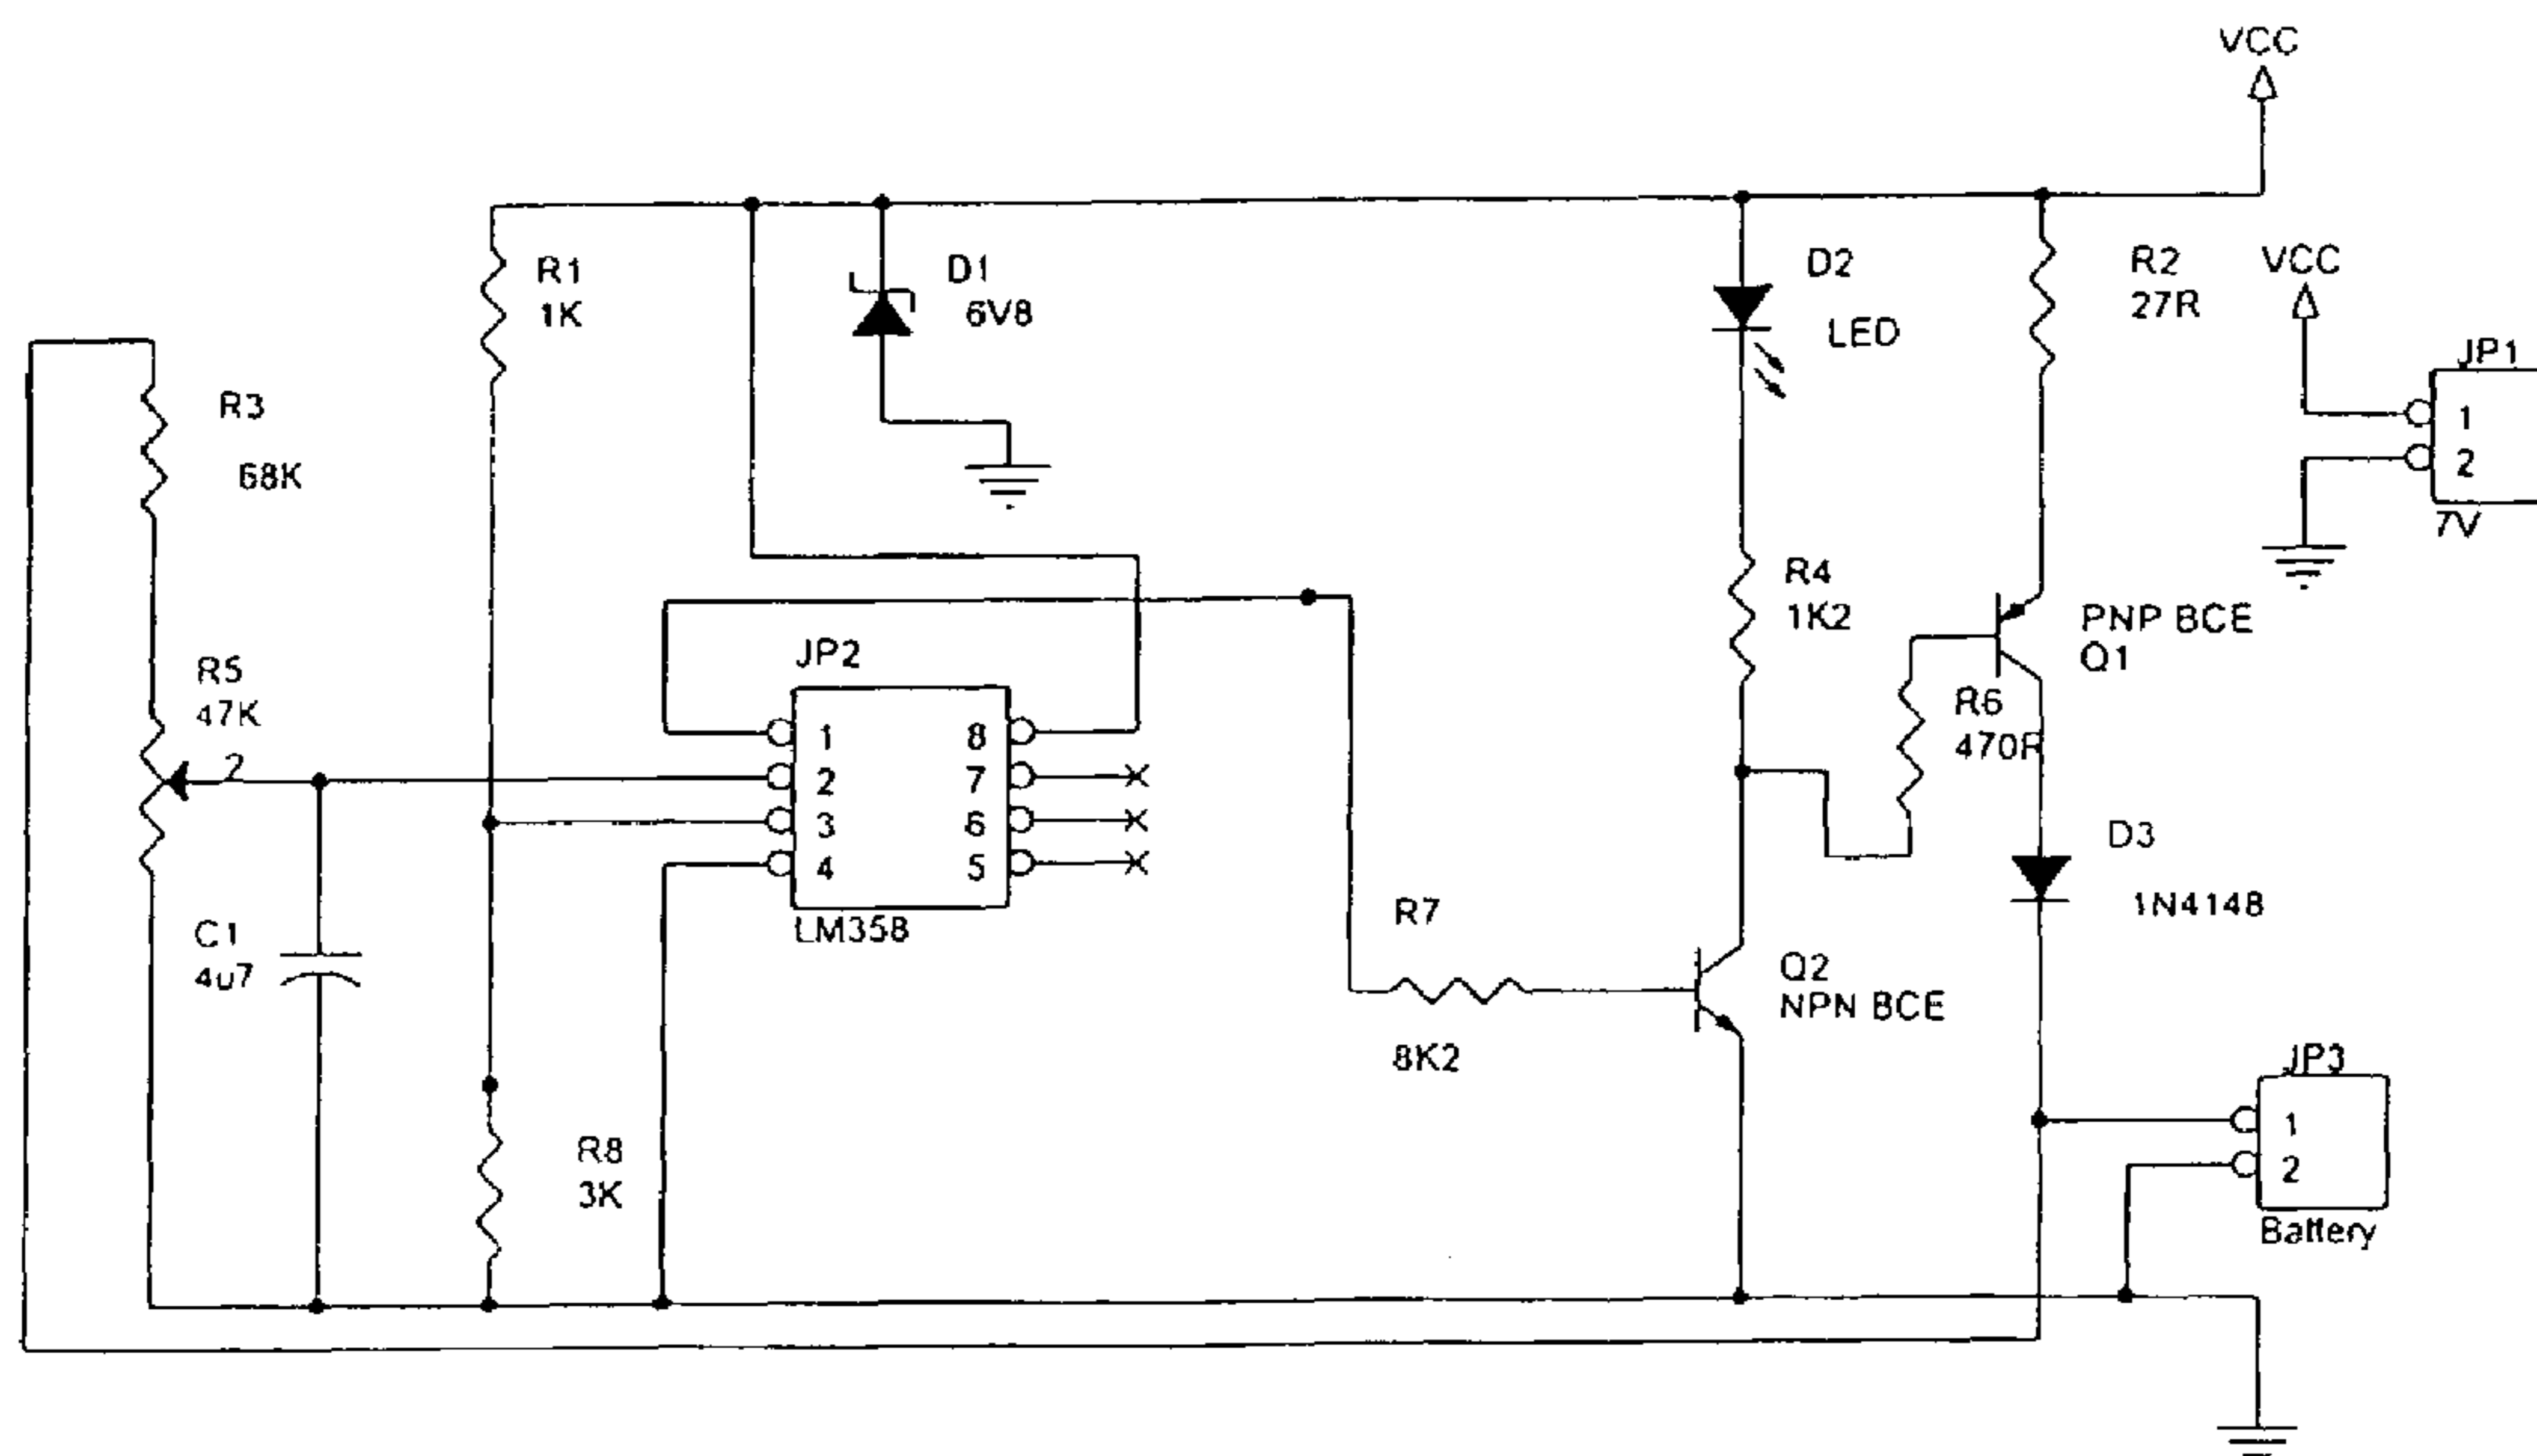 VCC
R1
1K
D1
6V8
D2
LED
R2
27R
VCC
JP1
1
2
7V
R3
68K
R4
1K2
PNP BCE
Q1
R5
47K
2
JP2
1
2
3
4
8
7
6
5
LM358
R6
470R
D3
1N4148
C1
4u7
R7
8K2
Q2
NPN BCE
JP3
1
2
Battery
R8
3K